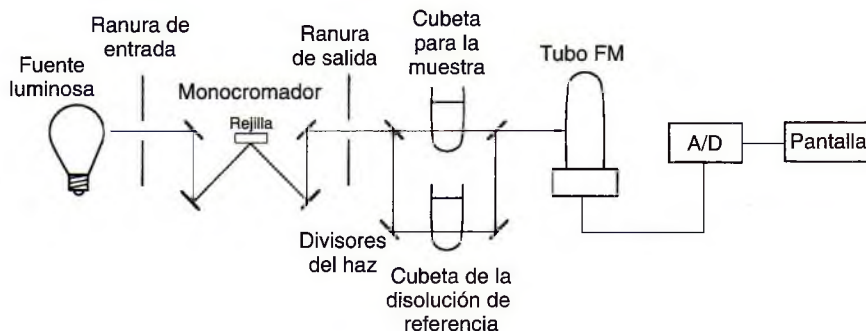 Fuente
luminosa
Ranura de
entrada
Monocromador
Rejilla
Ranura
de salida
Cubeta
para la
muestra
Divisores
del haz
Cubeta de la
disolución de
referencia
Tubo FM
A/D
Pantalla